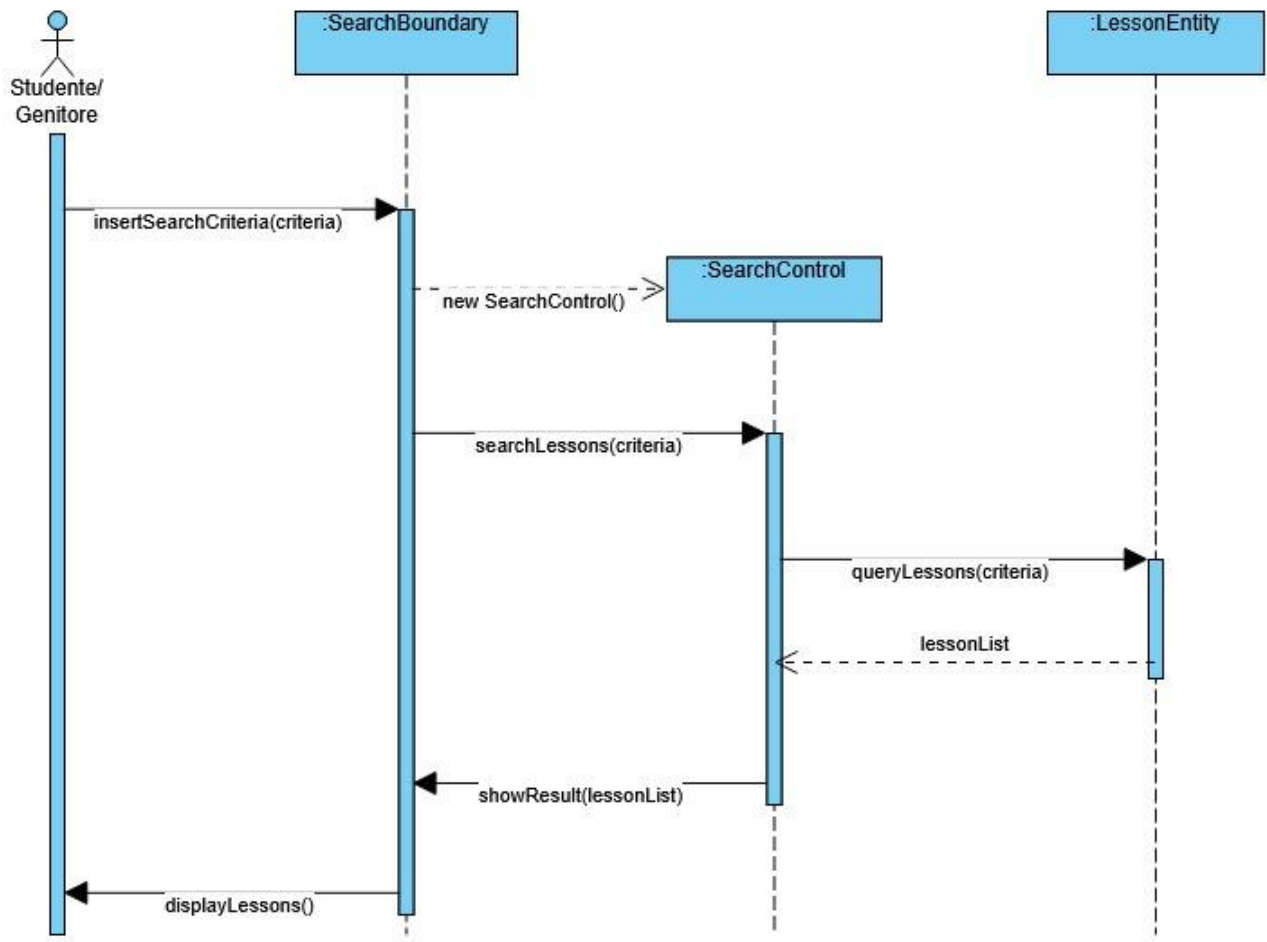 :SearchBoundary
:LessonEntity
Studente/
Genitore
insertSearchCriteria(criteria)
:SearchControl
new SearchControl()
searchLessons(criteria)
queryLessons(criteria)
lessonList
showResult(lessonList)
displayLessons()